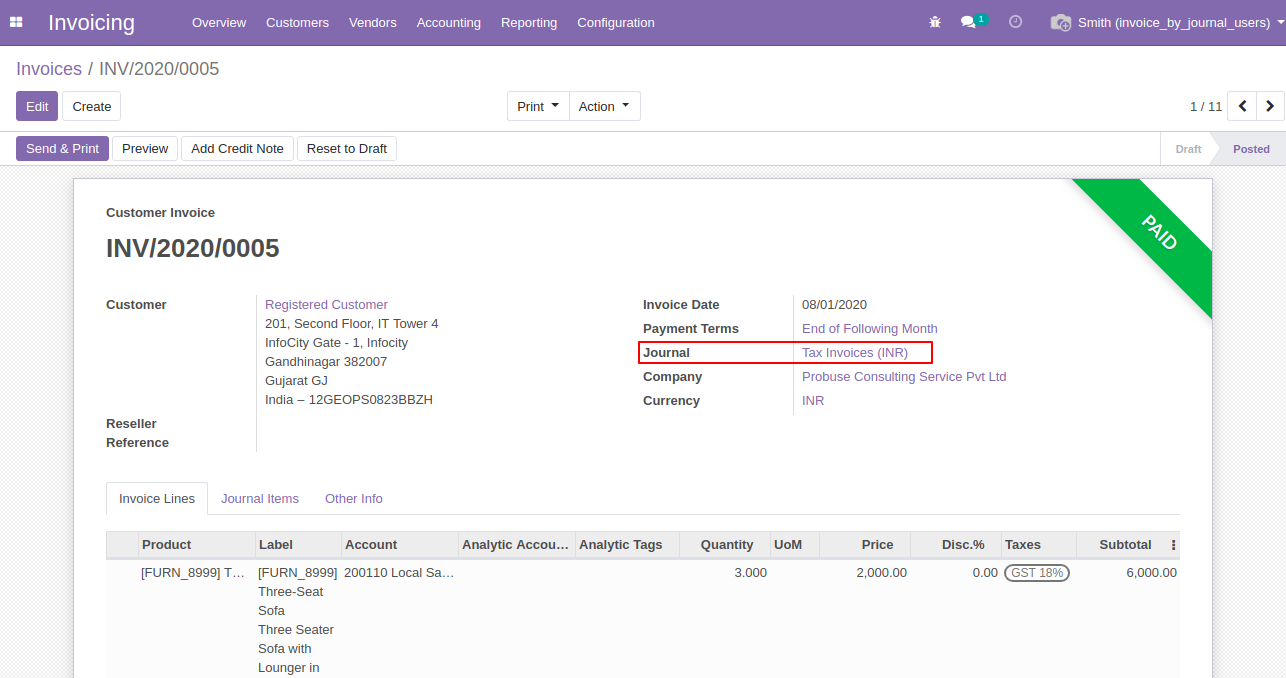 Invoicing Overview Customers Vendors Accounting Reporting Configuration 1 Smith (invoice_by_journal_users)
Invoices / INV/2020/0005
Edit Create Print Action 1 / 11
Send & Print Preview Add Credit Note Reset to Draft Draft Posted
PAID
Customer Invoice
INV/2020/0005
Customer Registered Customer
201, Second Floor, IT Tower 4
InfoCity Gate - 1, Infocity
Gandhinagar 382007
Gujarat GJ
India – 12GEOPS0823BBZH
Reseller
Reference
Invoice Date 08/01/2020
Payment Terms End of Following Month
Journal Tax Invoices (INR)
Company Probuse Consulting Service Pvt Ltd
Currency INR
Invoice Lines Journal Items Other Info
Product Label Account Analytic Accou… Analytic Tags Quantity UoM Price Disc.% Taxes Subtotal
[FURN_8999] T… [FURN_8999] 200110 Local Sa… 3.000 2,000.00 0.00 GST 18% 6,000.00
Three-Seat
Sofa
Three Seater
Sofa with
Lounger in